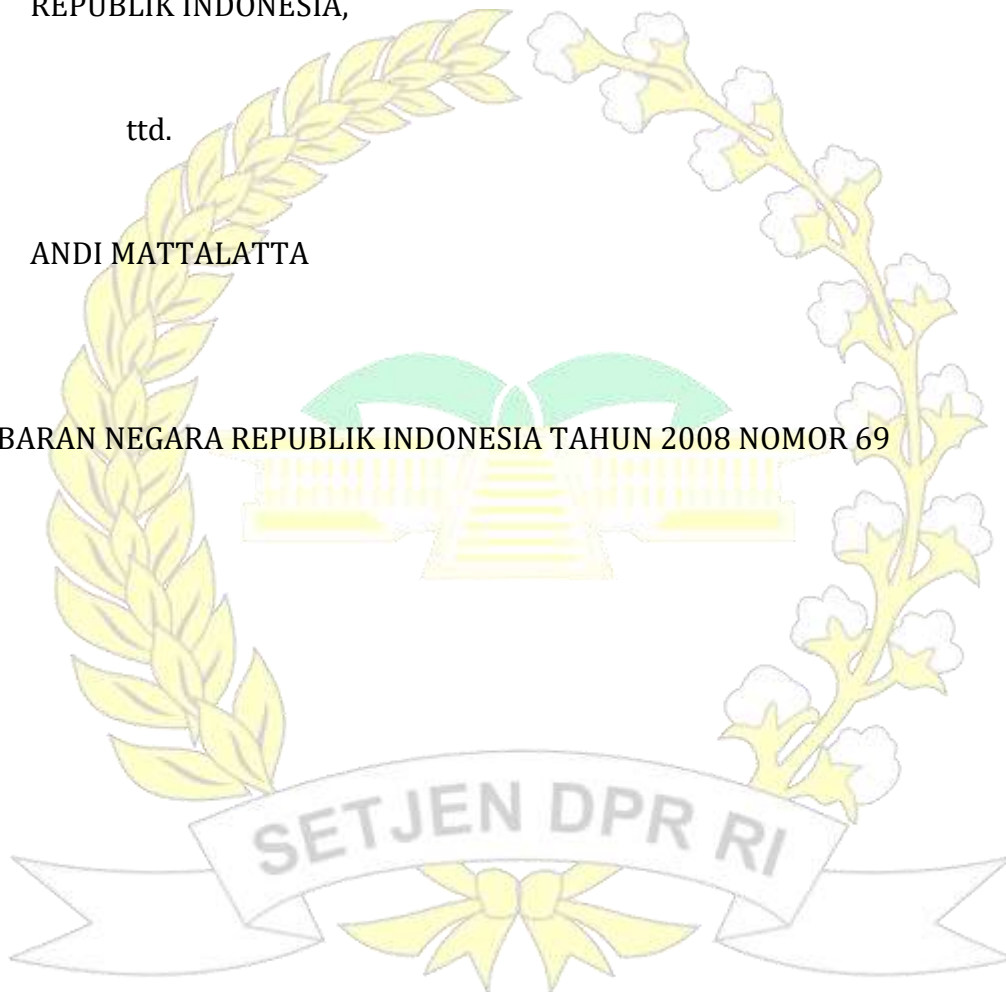 REPUBLIK INDONESIA,
ttd.
ANDI MATTALATTA
BARAN NEGARA REPUBLIK INDONESIA TAHUN 2008 NOMOR 69
SETJEN DPR RI